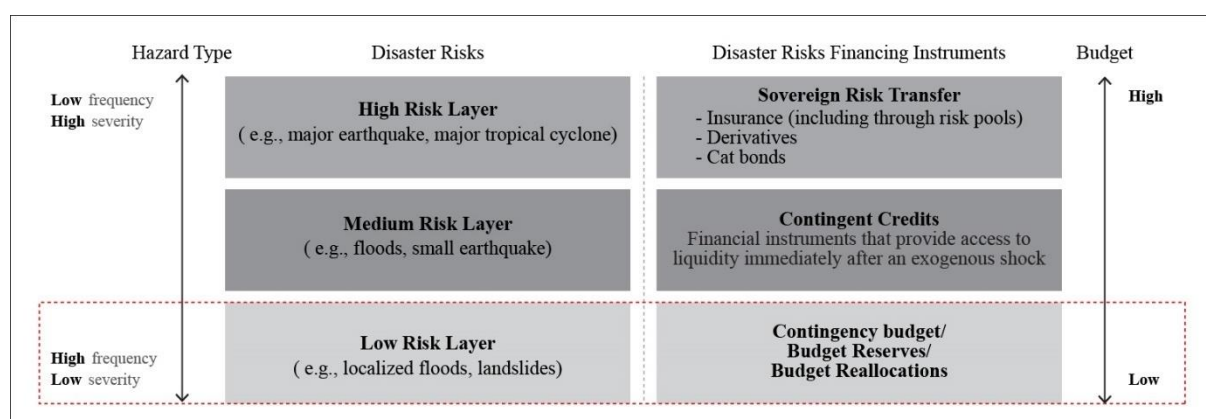 Hazard Type
Disaster Risks
Disaster Risks Financing Instruments
Budget
Low frequency
High severity
High Risk Layer
( e.g., major earthquake, major tropical cyclone)
Sovereign Risk Transfer
- Insurance (including through risk pools)
- Derivatives
- Cat bonds
High
Medium Risk Layer
( e.g., floods, small earthquake)
Contingent Credits
Financial instruments that provide access to
liquidity immediately after an exogenous shock
High frequency
Low severity
Low Risk Layer
( e.g., localized floods, landslides)
Contingency budget/
Budget Reserves/
Budget Reallocations
Low